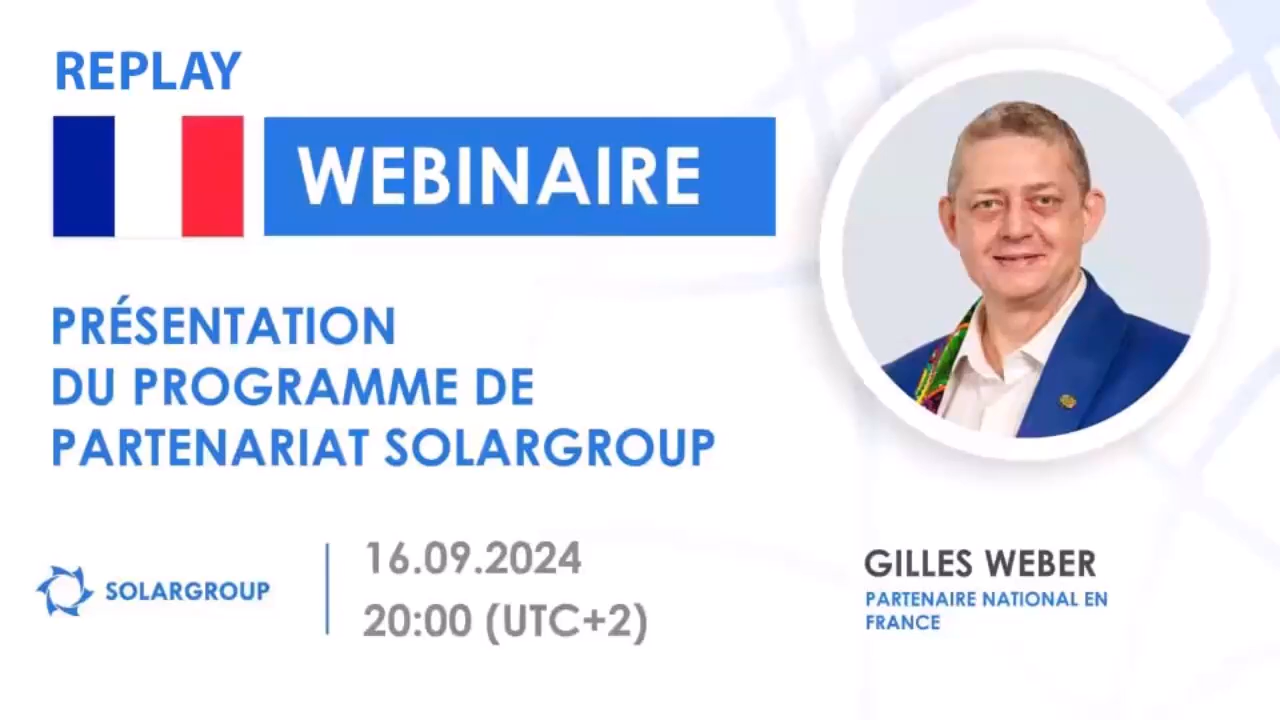 REPLAY
WEBINAIRE
PRÉSENTATION
DU PROGRAMME DE
PARTENARIAT SOLARGROUP
SOLARGROUP
16.09.2024
20:00 (UTC+2)
GILLES WEBER
PARTENAIRE NATIONAL EN
FRANCE